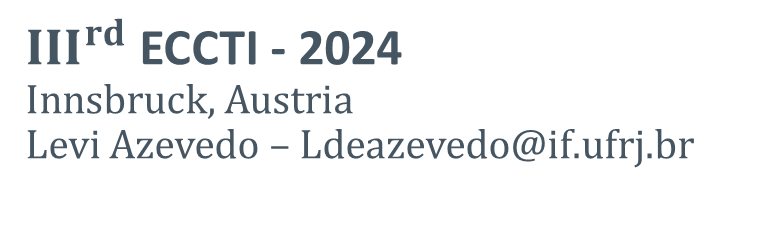 IIIrd ECCTI - 2024
Innsbruck, Austria
Levi Azevedo – Ldeazevedo@if.ufrj.br